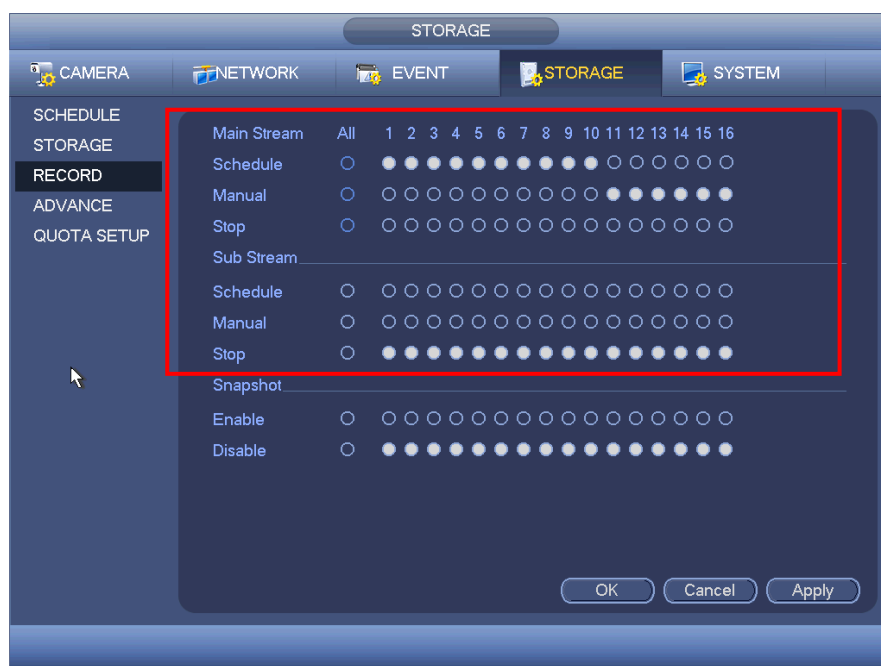 STORAGE
CAMERA NETWORK EVENT STORAGE SYSTEM
SCHEDULE
STORAGE
RECORD
ADVANCE
QUOTA SETUP
Main Stream All 1 2 3 4 5 6 7 8 9 10 11 12 13 14 15 16
Schedule
Manual
Stop
Sub Stream
Schedule
Manual
Stop
Snapshot
Enable
Disable
OK Cancel Apply